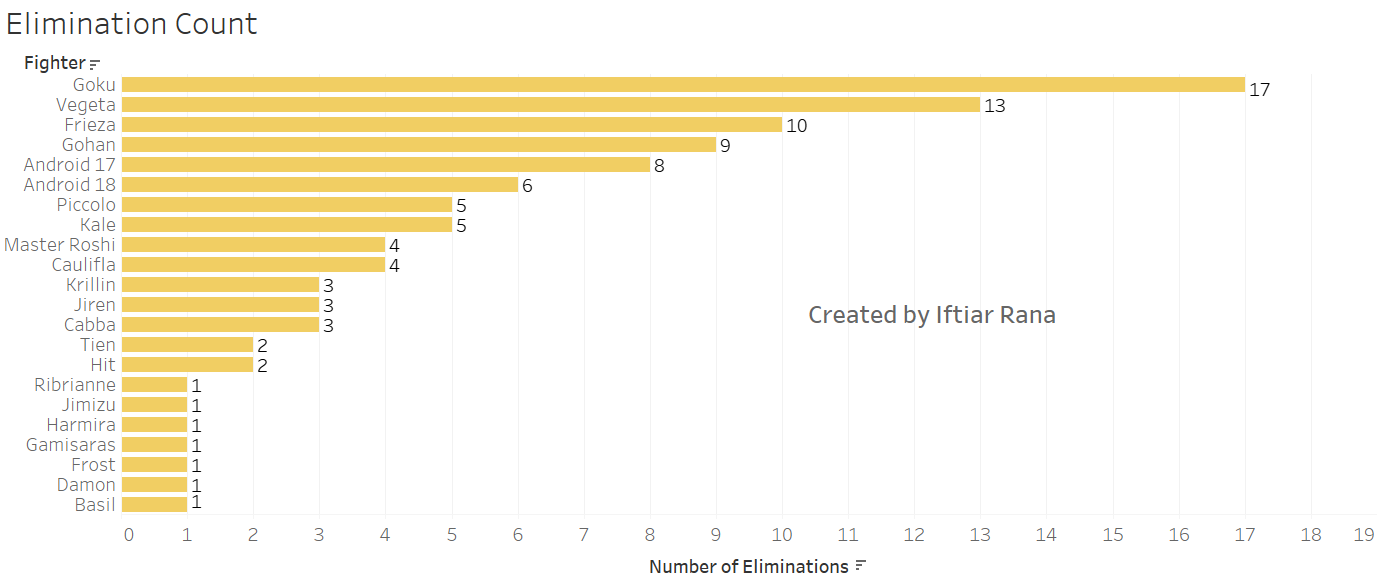 Elimination Count
Fighter
Goku 17
Vegeta 13
Frieza 10
Gohan 9
Android 17 8
Android 18 6
Piccolo 5
Kale 5
Master Roshi 4
Caulifla 4
Krillin 3
Jiren 3
Cabba 3
Created by Iftiar Rana
Tien 2
Hit 2
Ribrianne 1
Jimizu 1
Harmira 1
Gamisaras 1
Frost 1
Damon 1
Basil 1
0 1 2 3 4 5 6 7 8 9 10 11 12 13 14 15 16 17 18 19
Number of Eliminations